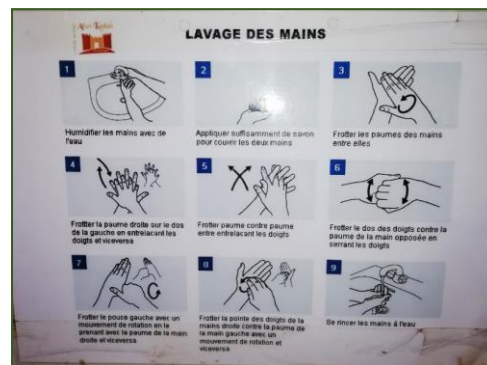 LAVAGE DES MAINS
1
Humidifier les mains avec de
l'eau
2
Appliquer suffisamment de savon
pour couvrir les deux mains
3
Frotter les paumes des mains
entre elles
4
Frottter la paume droite sur le dos
de la gauche en entrelacant les
doigts et viceversa
5
Frotter paume contre paume
entre entrelacant les doigts
6
Frotter le dos des doigts contre la
paume de la main opposée en
serrant les doigts
7
Frotter le pouce gauche avec un
mouvement de rotation en le
prenant avec la paume de la main
droite et viceversa
8
Frotter la pointe des doigts de la
mains droite contre la paume de
la main gauche avec un
mouvement de rotation et
viceversa
9
Se rincer les mains à l'eau